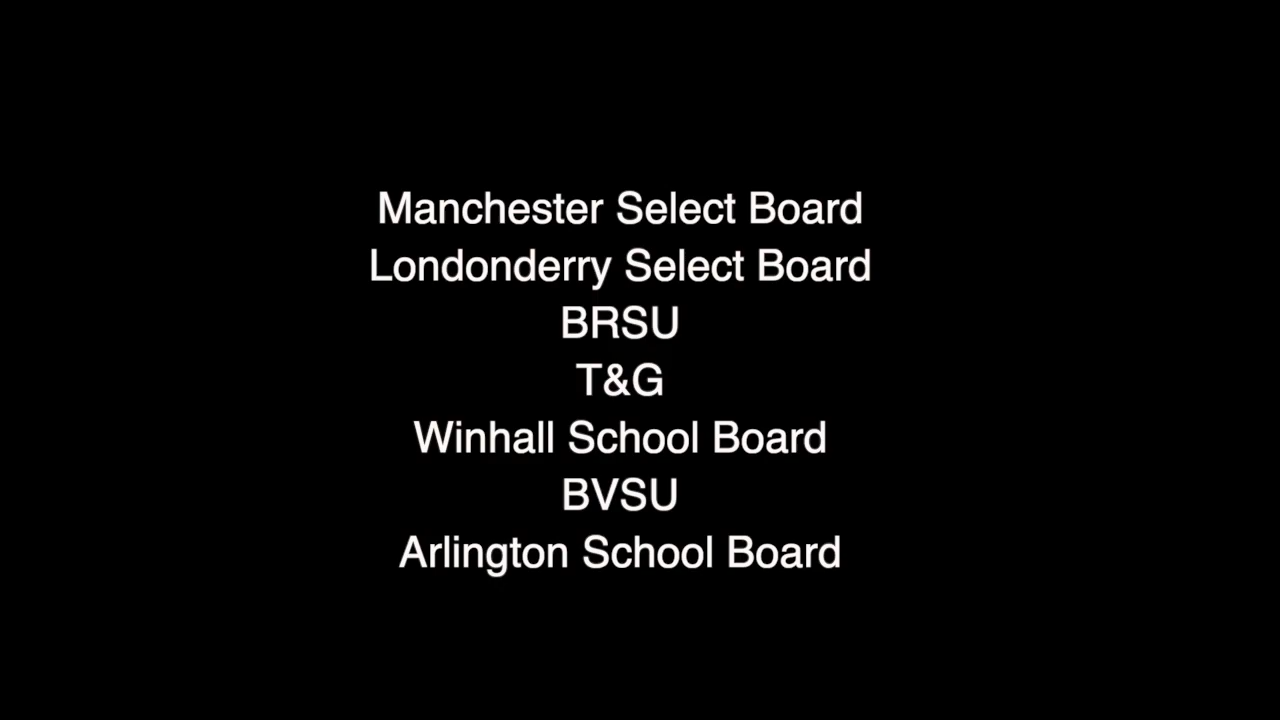 Manchester Select Board
Londonderry Select Board
BRSU
T&G
Winhall School Board
BVSU
Arlington School Board